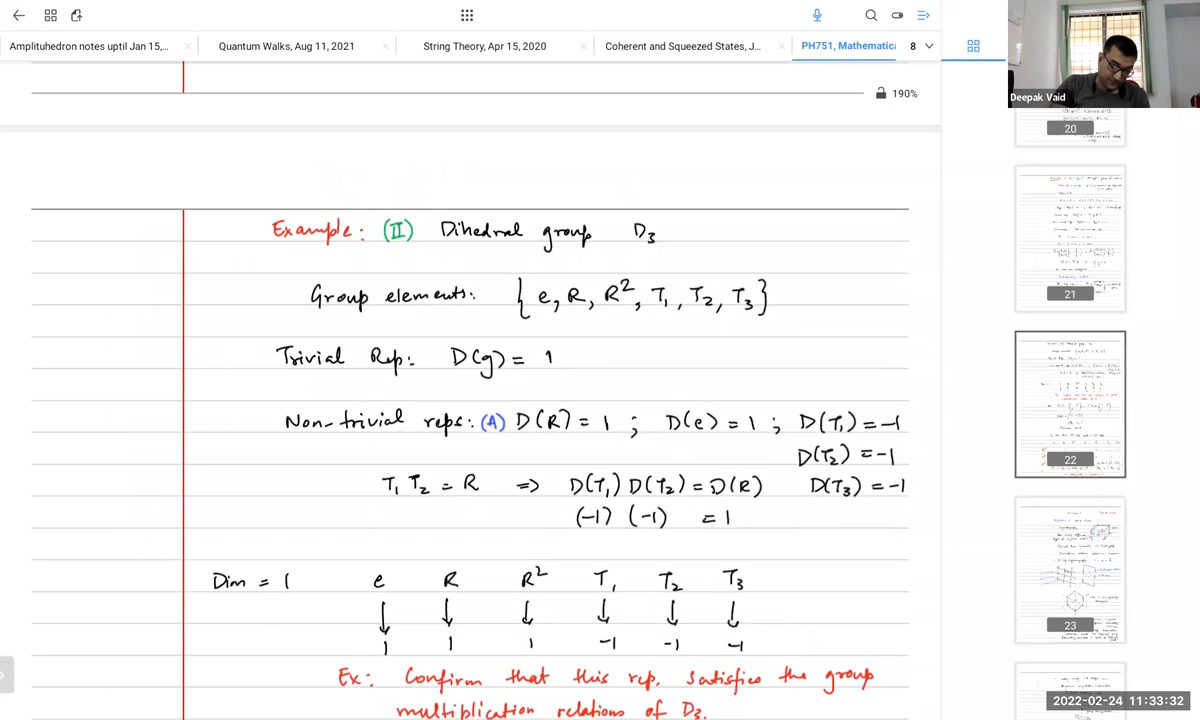 Amplituhedron notes uptil Jan 15,...
Quantum Walks, Aug 11, 2021
String Theory, Apr 15, 2020
Coherent and Squeezed States, J...
PH751, Mathematica
8
190%
Deepak Vaid
Example: (II) Dihedral group D₃
Group elements: { e, R, R², T₁, T₂, T₃ }
Trivial Rep: D(g) = 1
Non-trivial reps: (A) D(R) = 1 ; D(e) = 1 ; D(T₁) = -1
D(T₂) = -1
T₁ T₂ = R => D(T₁) D(T₂) = D(R) D(T₃) = -1
(-1) (-1) = 1
Dim = 1 e R R² T₁ T₂ T₃
↓ ↓ ↓ ↓ ↓ ↓
1 1 1 -1 -1 -1
Ex: Confirm that this rep. satisfies the group
multiplication relations of D₃.
20
21
22
23
2022-02-24 11:33:32